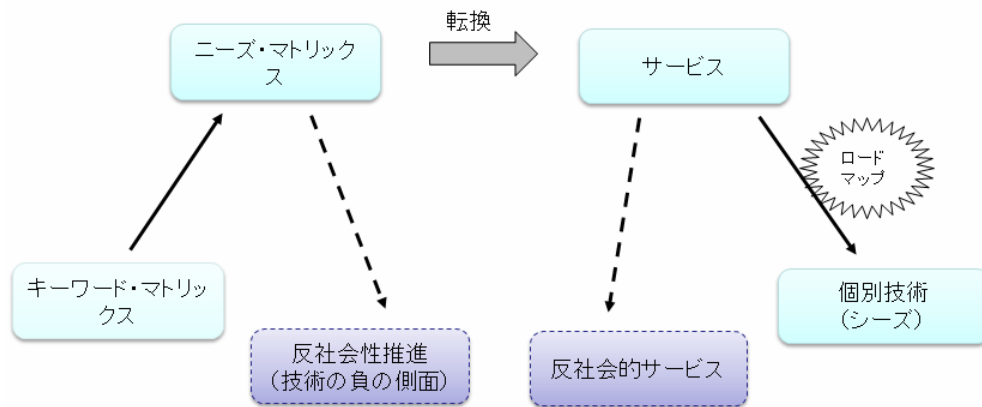 転換
ニーズ・マトリック
ス
サービス
ロード
マップ
キーワード・マトリッ
クス
個別技術
(シーズ)
反社会性推進
(技術の負の側面)
反社会的サービス